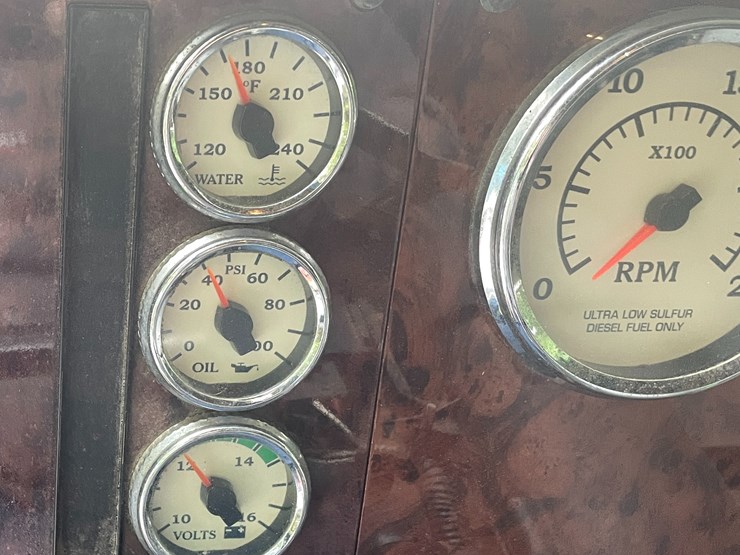 180
°F
150 210
120 240
WATER
PSI
40 60
20 80
0
OIL
12 14
10 16
VOLTS
10
5
X100
0
RPM
ULTRA LOW SULFUR
DIESEL FUEL ONLY